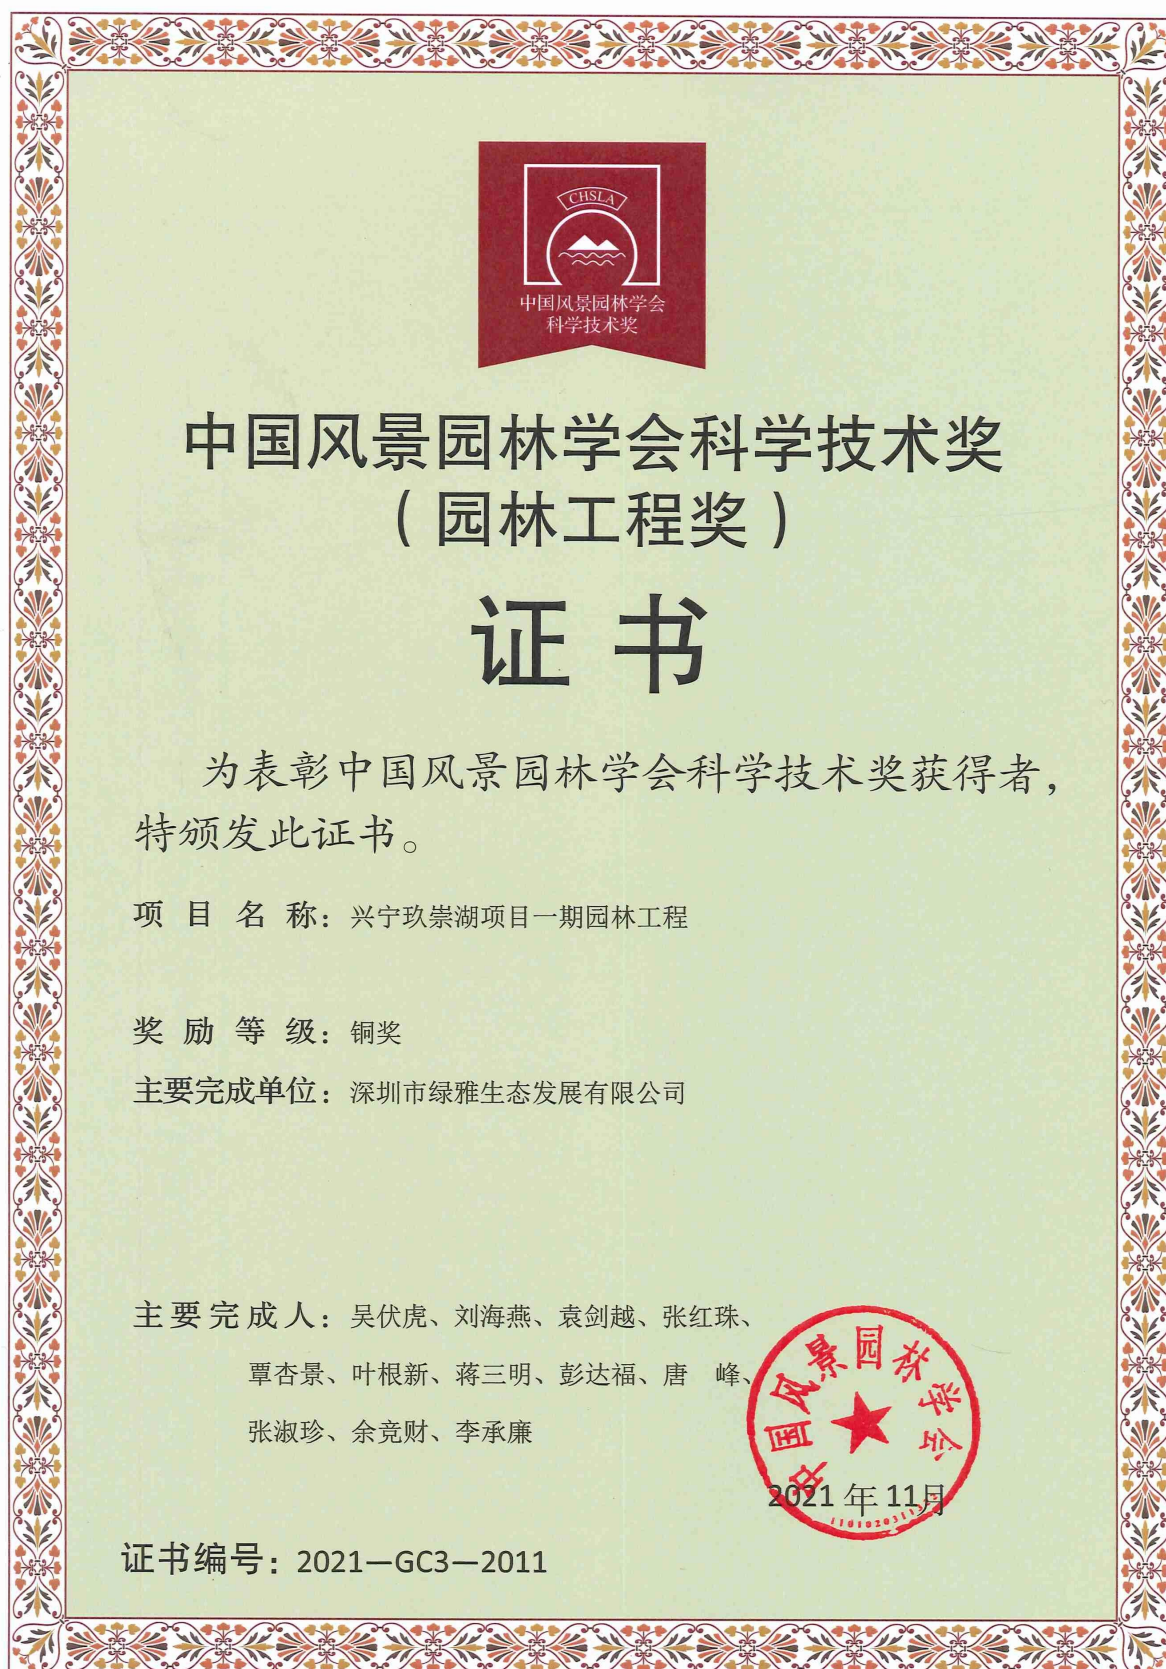 CHSLA
中国风景园林学会
科学技术奖
中国风景园林学会科学技术奖
（园林工程奖）
证书
为表彰中国风景园林学会科学技术奖获得者，
特颁发此证书。
项目名称：兴宁玖崇湖项目一期园林工程
奖励等级：铜奖
主要完成单位：深圳市绿雅生态发展有限公司
主要完成人：吴伏虎、刘海燕、袁剑越、张红珠、
覃杏景、叶根新、蒋三明、彭达福、唐　峰、
张淑珍、余竞财、李承廉
中国风景园林学会
2021年11月
证书编号：2021—GC3—2011